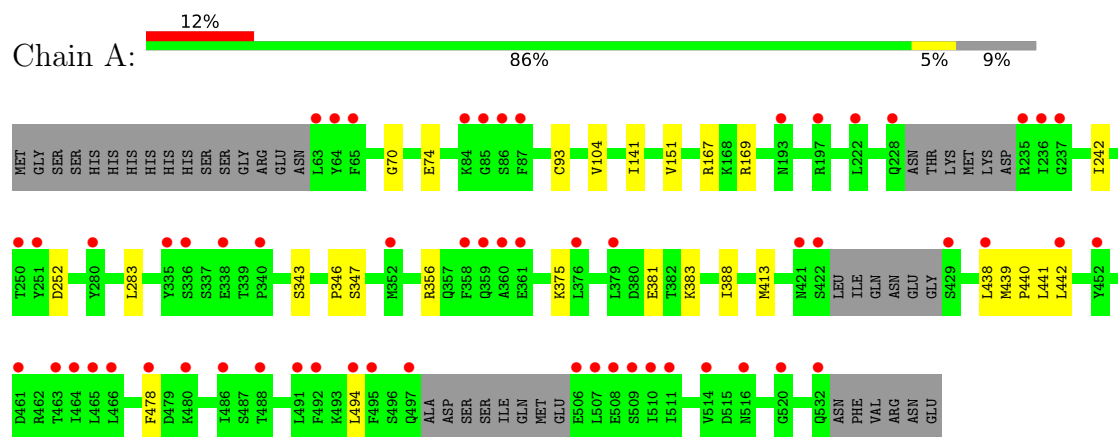 12%
Chain A:
86% 5% 9%
MET GLY SER SER HIS HIS HIS HIS HIS HIS SER SER GLY ARG GLU ASN L63 Y64 F65 G70 E74 K84 G85 S86 F87 C93 V104 I141 V151 R167 K168 R169 N193 R197 L222 Q228 ASN THR LYS MET LYS ASP R235 I236 G237 I242
T250 Y251 D252 Y280 L283 Y335 S336 S337 E338 T339 P340 S343 P346 S347 M352 R356 Q357 F358 Q359 A360 E361 K375 L376 L379 D380 E381 T382 K383 I388 M413 N421 S422 LEU ILE GLN ASN GLU GLY S429 L438 M439 P440 L441 L442 Y452
D461 R462 T463 I464 L465 L466 F478 D479 K480 I486 S487 T488 L491 F492 K493 L494 F495 S496 Q497 ALA ASP SER SER ILE GLN MET GLU E506 L507 E508 S509 I510 I511 V514 D515 N516 G520 Q532 ASN PHE VAL ARG ASN GLU